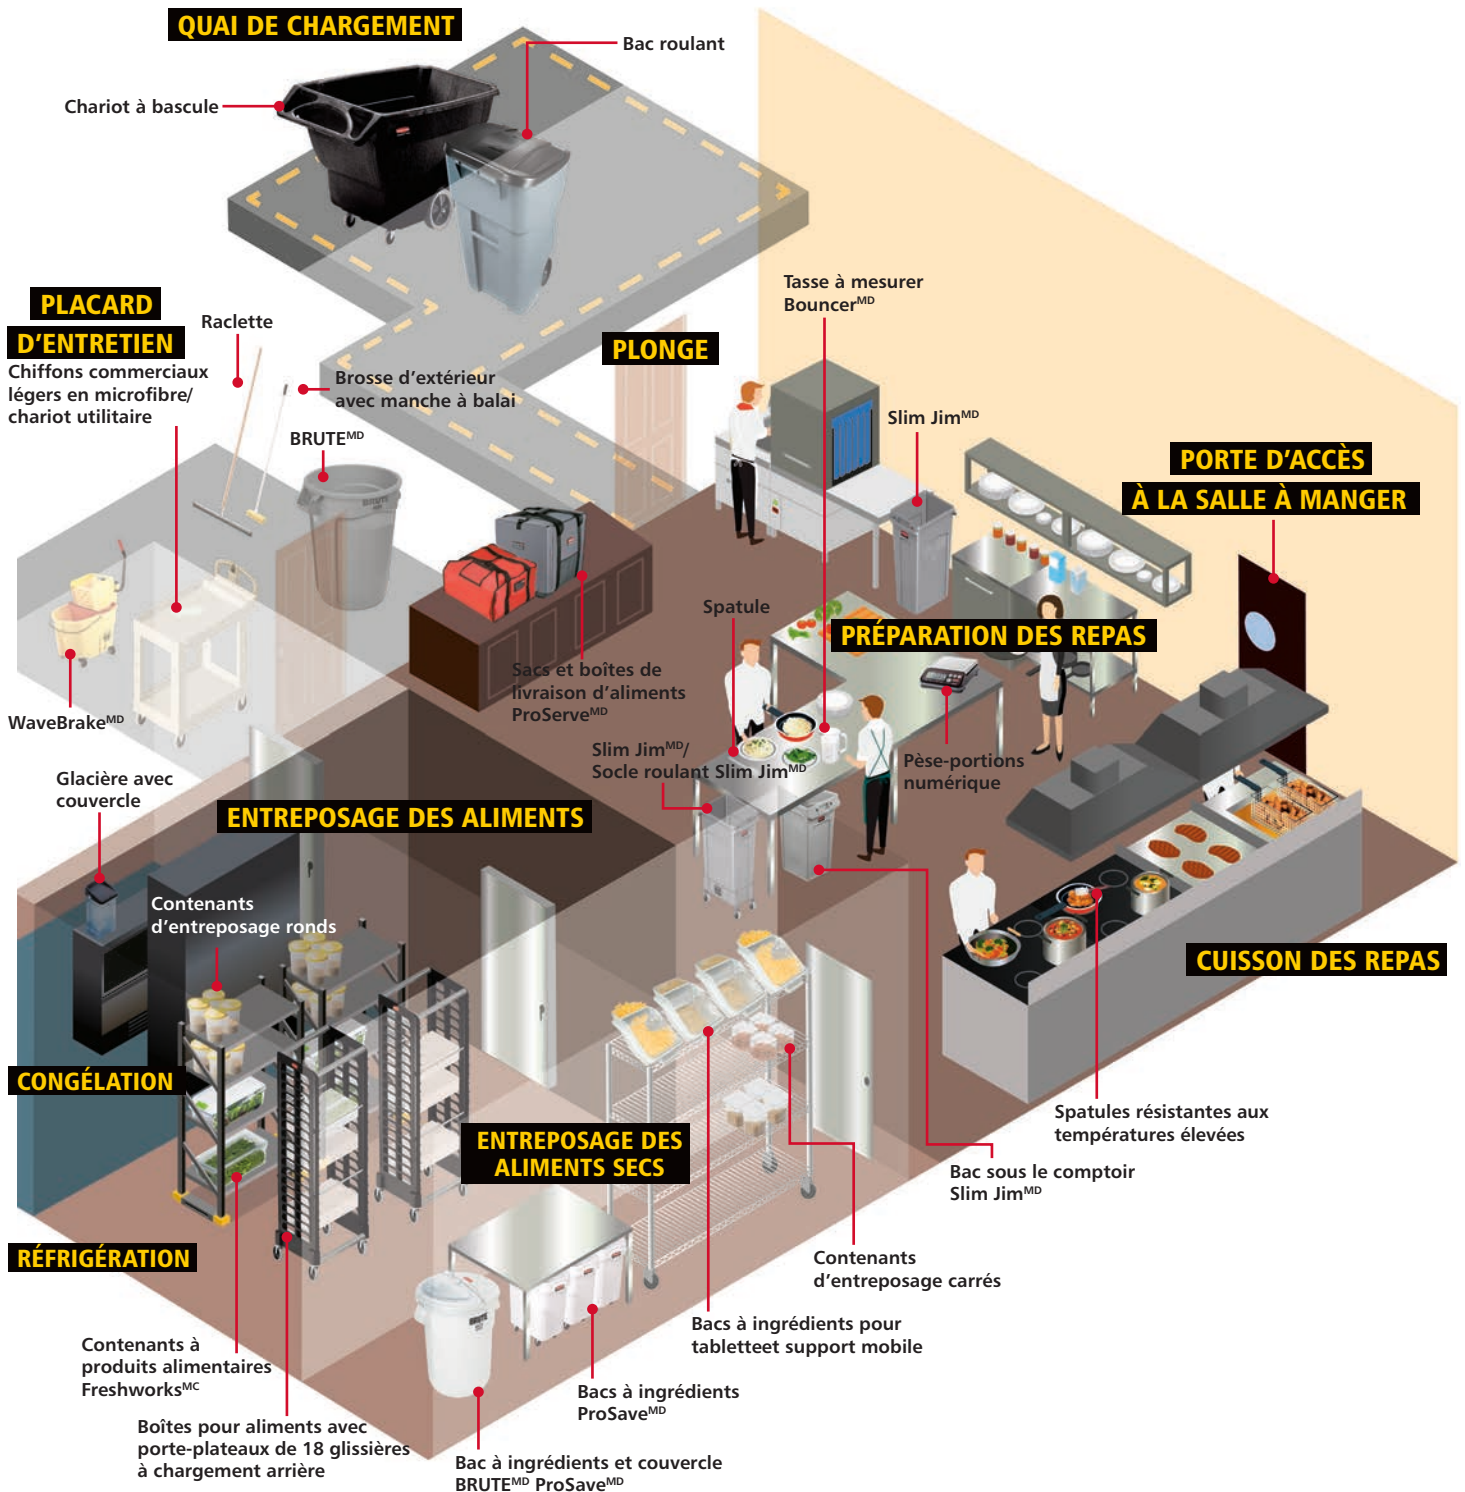 QUAI DE CHARGEMENT
Bac roulant
Chariot à bascule
PLACARD
D'ENTRETIEN
Raclette
Chiffons commerciaux
légers en microfibre/
chariot utilitaire
Brosse d'extérieur
avec manche à balai
BRUTEMD
BRUTE
WaveBrakeMD
PLONGE
Tasse à mesurer
BouncerMD
Slim JimMD
PORTE D'ACCÈS
À LA SALLE À MANGER
Spatule
PRÉPARATION DES REPAS
Sacs et boîtes de
livraison d'aliments
ProServeMD
Slim JimMD/
Socle roulant Slim JimMD
Pèse-portions
numérique
Glacière avec
couvercle
ENTREPOSAGE DES ALIMENTS
Contenants
d'entreposage ronds
CUISSON DES REPAS
CONGÉLATION
ENTREPOSAGE DES
ALIMENTS SECS
Spatules résistantes aux
températures élevées
Bac sous le comptoir
Slim JimMD
RÉFRIGÉRATION
Contenants
d'entreposage carrés
Bacs à ingrédients pour
tabletteet support mobile
BRUTE
Contenants à
produits alimentaires
FreshworksMC
Bacs à ingrédients
ProSaveMD
Boîtes pour aliments avec
porte-plateaux de 18 glissières
à chargement arrière
Bac à ingrédients et couvercle
BRUTEMD ProSaveMD